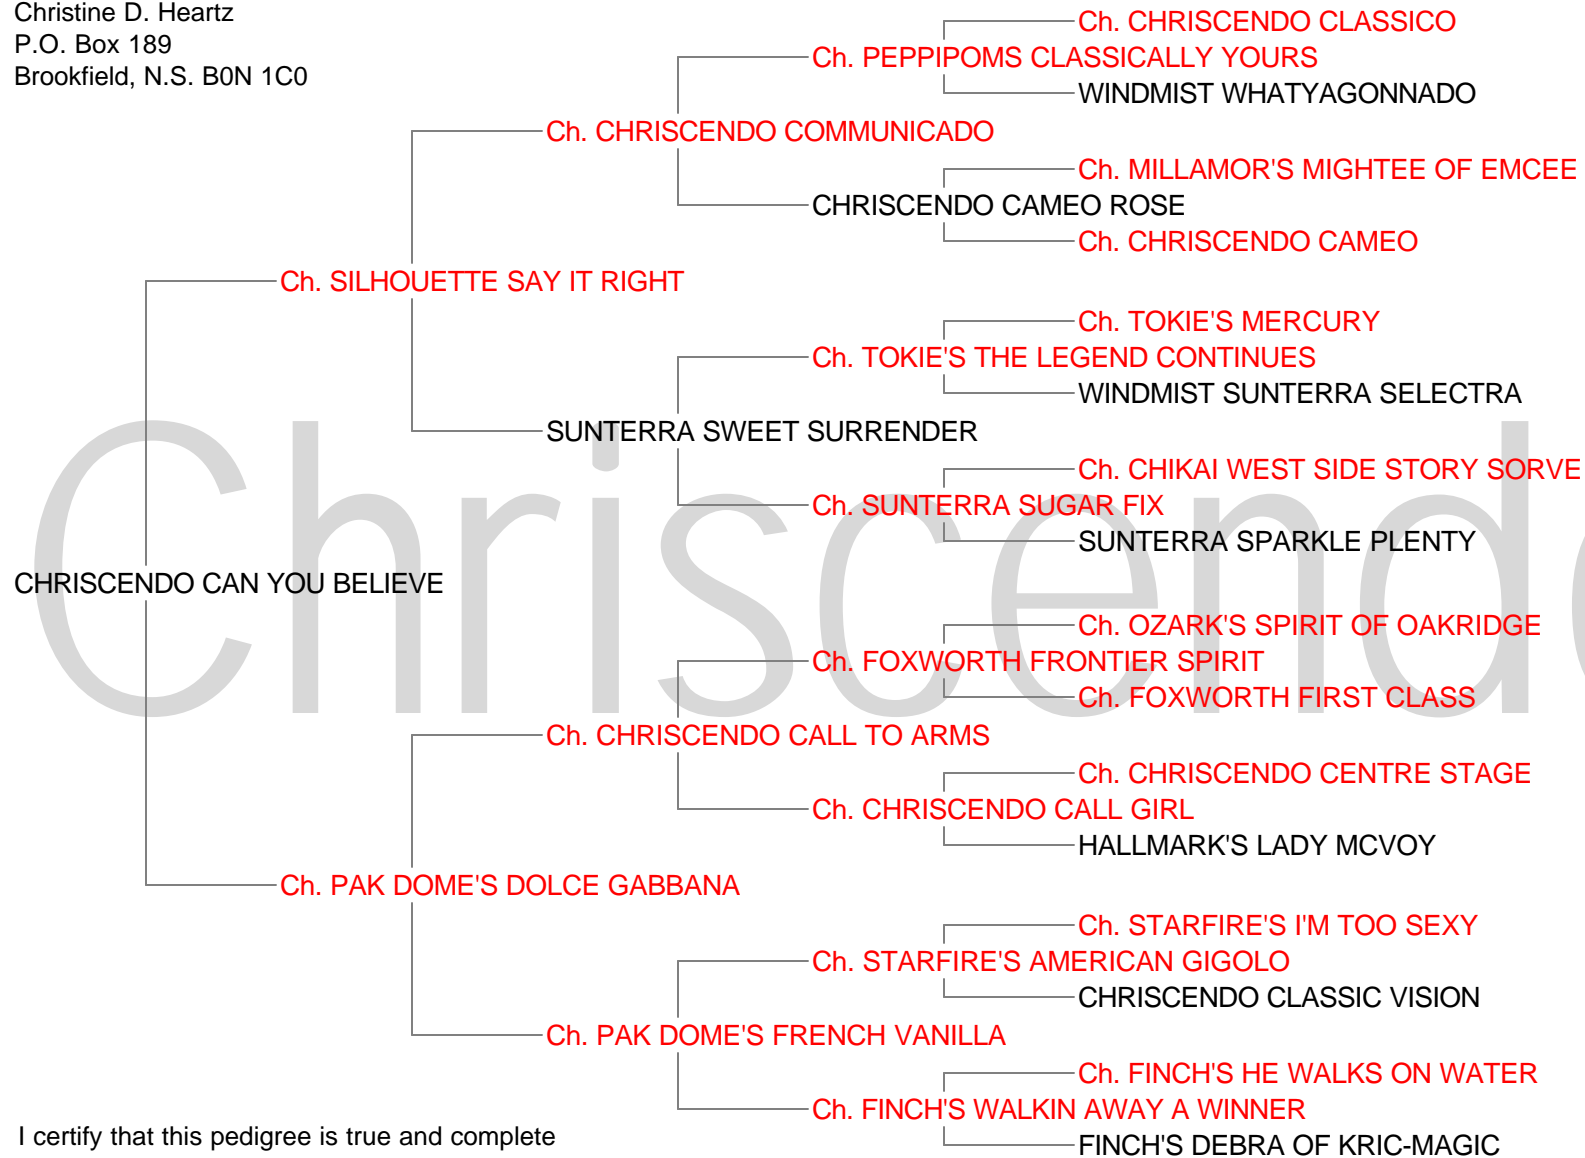 Christine D. Heartz
P.O. Box 189
Brookfield, N.S. B0N 1C0
Ch. CHRISCENDO CLASSICO
Ch. PEPPIPOMS CLASSICALLY YOURS
WINDMIST WHATYAGONNADO
Ch. CHRISCENDO COMMUNICADO
Ch. MILLAMOR'S MIGHTEE OF EMCEE
CHRISCENDO CAMEO ROSE
Ch. CHRISCENDO CAMEO
Ch. SILHOUETTE SAY IT RIGHT
Ch. TOKIE'S MERCURY
Ch. TOKIE'S THE LEGEND CONTINUES
WINDMIST SUNTERRA SELECTRA
SUNTERRA SWEET SURRENDER
Ch. CHIKAI WEST SIDE STORY SORVE
Ch. SUNTERRA SUGAR FIX
SUNTERRA SPARKLE PLENTY
Chriscendo
CHRISCENDO CAN YOU BELIEVE
Ch. OZARK'S SPIRIT OF OAKRIDGE
Ch. FOXWORTH FRONTIER SPIRIT
Ch. FOXWORTH FIRST CLASS
Ch. CHRISCENDO CALL TO ARMS
Ch. CHRISCENDO CENTRE STAGE
Ch. CHRISCENDO CALL GIRL
HALLMARK'S LADY MCVOY
Ch. PAK DOME'S DOLCE GABBANA
Ch. STARFIRE'S I'M TOO SEXY
Ch. STARFIRE'S AMERICAN GIGOLO
CHRISCENDO CLASSIC VISION
Ch. PAK DOME'S FRENCH VANILLA
Ch. FINCH'S HE WALKS ON WATER
Ch. FINCH'S WALKIN AWAY A WINNER
FINCH'S DEBRA OF KRIC-MAGIC
I certify that this pedigree is true and complete